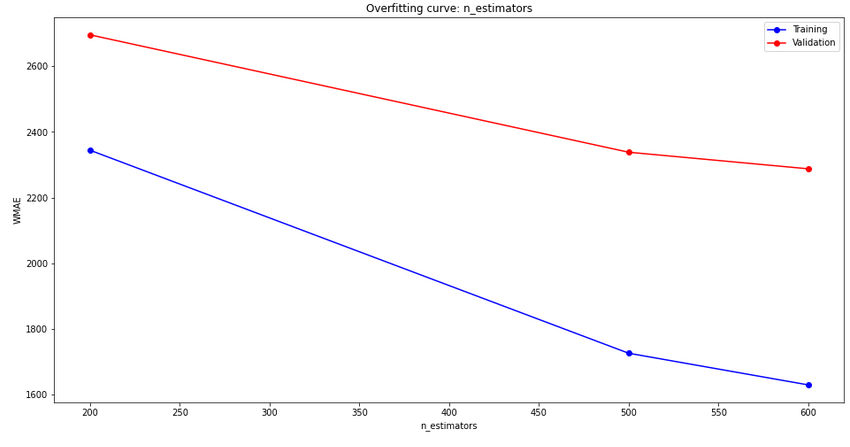 Overfitting curve: n_estimators
Training
Validation
WMAE
2600
2400
2200
2000
1800
1600
200 250 300 350 400 450 500 550 600
n_estimators